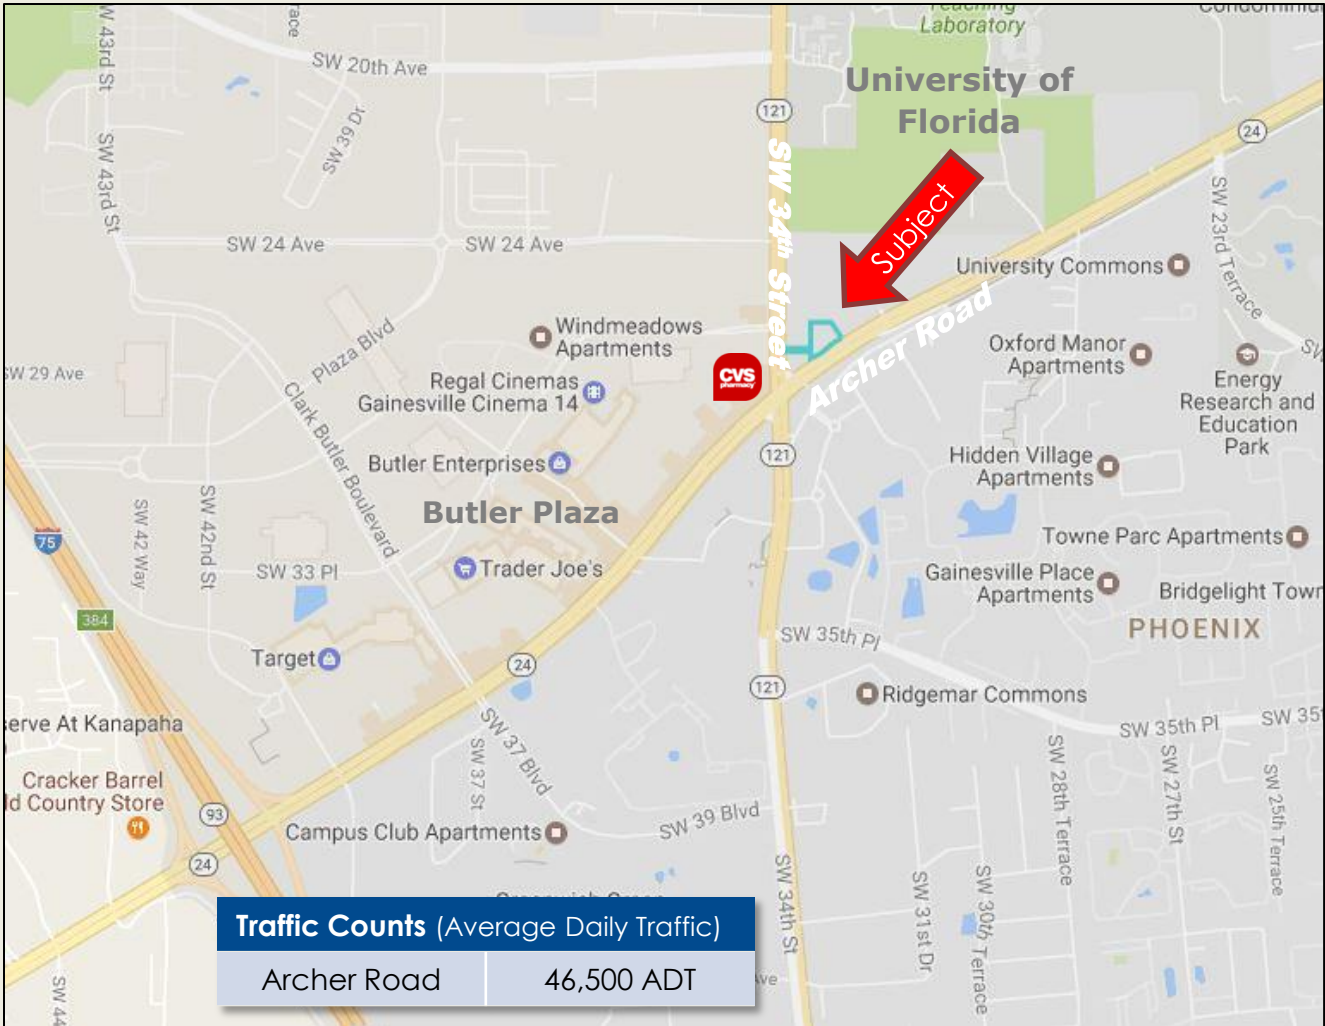 Teaching
Laboratory
Condominiu
SW 43rd St
race
SW 20th Ave
SW 39 Dr
University of
Florida
121
24
SW 43rd St
SW 34th Street
Subject
SW 23rd Terrace
SW 24 Ave
SW 24 Ave
University Commons
Windmeadows
Apartments
Plaza Blvd
Archer Road
Oxford Manor
Apartments
SW
SW 29 Ave
Regal Cinemas
Gainesville Cinema 14
CVS
pharmacy
Energy
Research and
Education
Park
Clark Butler Boulevard
Butler Enterprises
121
Hidden Village
Apartments
Butler Plaza
SW 42 Way
SW 42nd St
75
Towne Parc Apartments
SW 33 Pl
Trader Joe's
Gainesville Place
Apartments
Bridgelight Town
384
PHOENIX
SW 35th Pl
Target
24
121
Ridgemar Commons
erve At Kanapaha
SW 37 Blvd
SW 35th Pl
SW 35
SW 37 St
Cracker Barrel
ld Country Store
93
SW 28th Terrace
SW 27th St
SW 25th Terrace
Campus Club Apartments
SW 39 Blvd
24
SW 34th St
SW 31st Dr
SW 30th Terrace
Traffic Counts (Average Daily Traffic)
Archer Road 46,500 ADT
Ave
SW 44